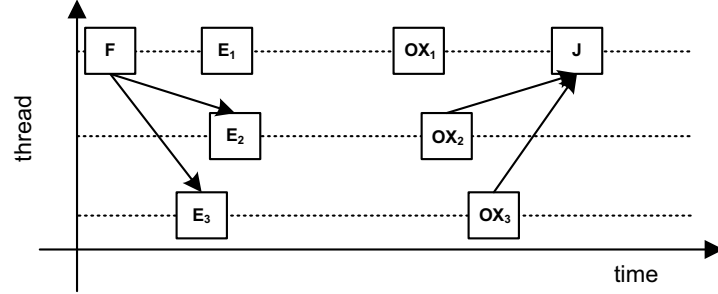 thread
F E₁ OX₁ J
E₂ OX₂
E₃ OX₃
time